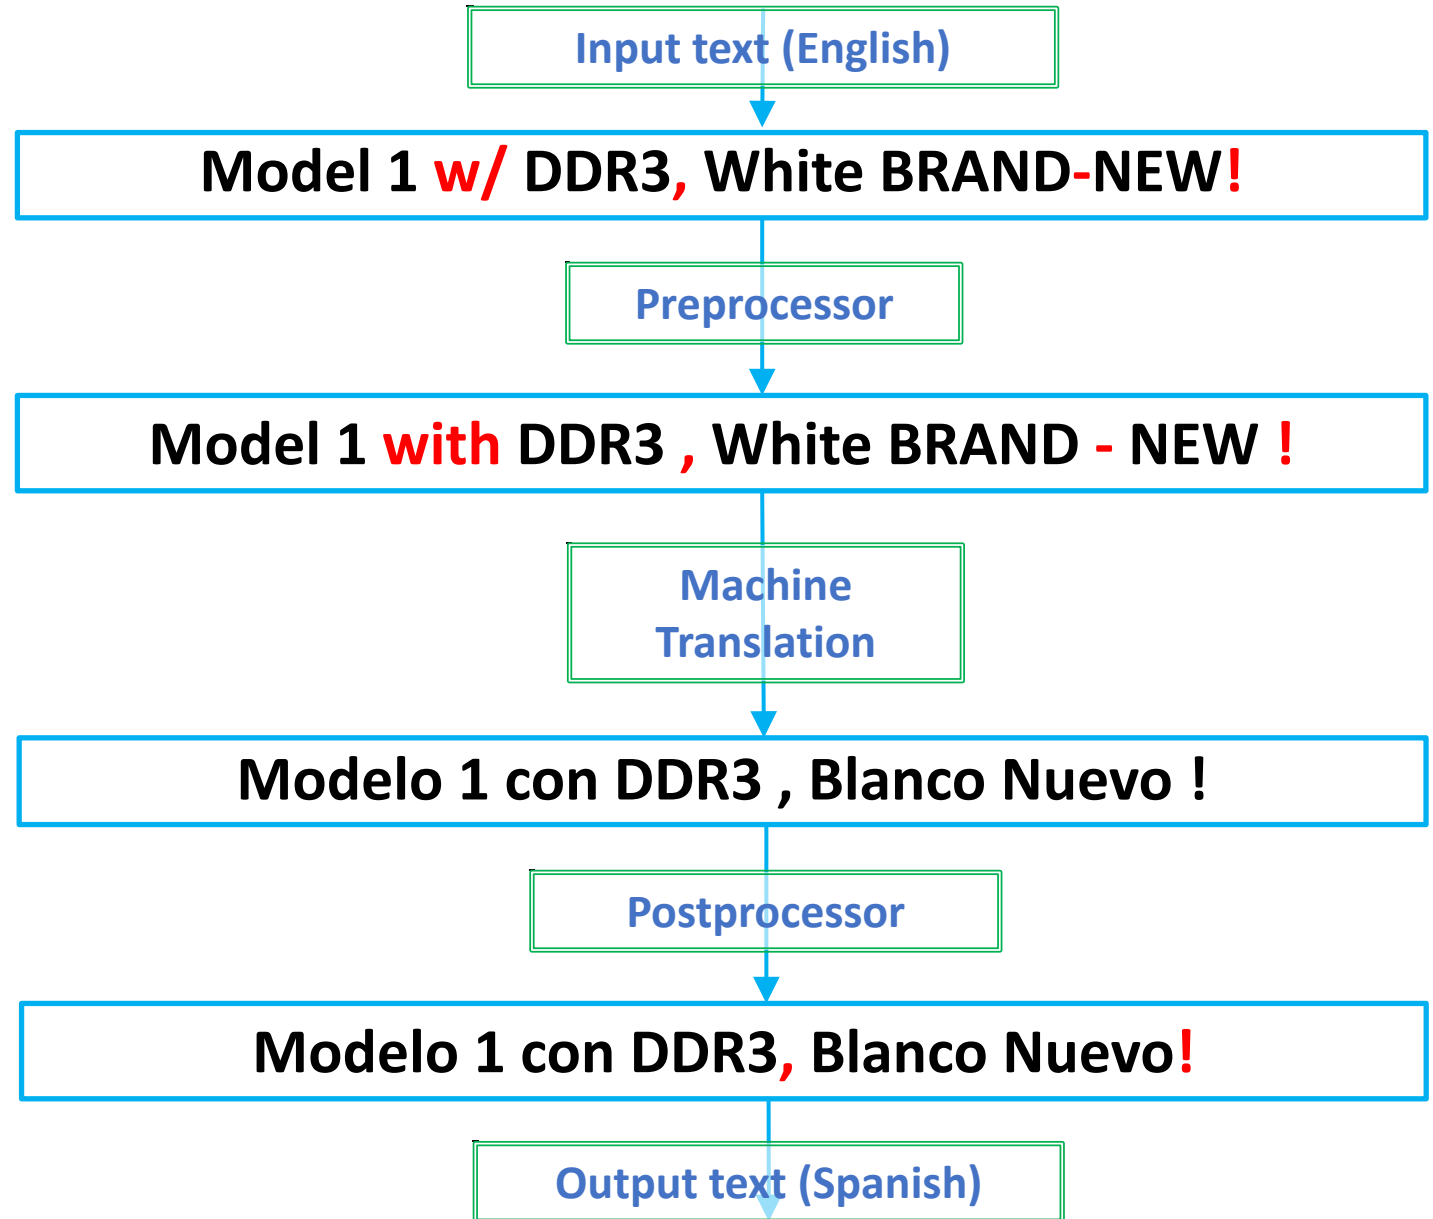 Input text (English)
Model 1 w/ DDR3, White BRAND-NEW!
Preprocessor
Model 1 with DDR3 , White BRAND - NEW !
Machine
Translation
Modelo 1 con DDR3 , Blanco Nuevo !
Postprocessor
Modelo 1 con DDR3, Blanco Nuevo!
Output text (Spanish)